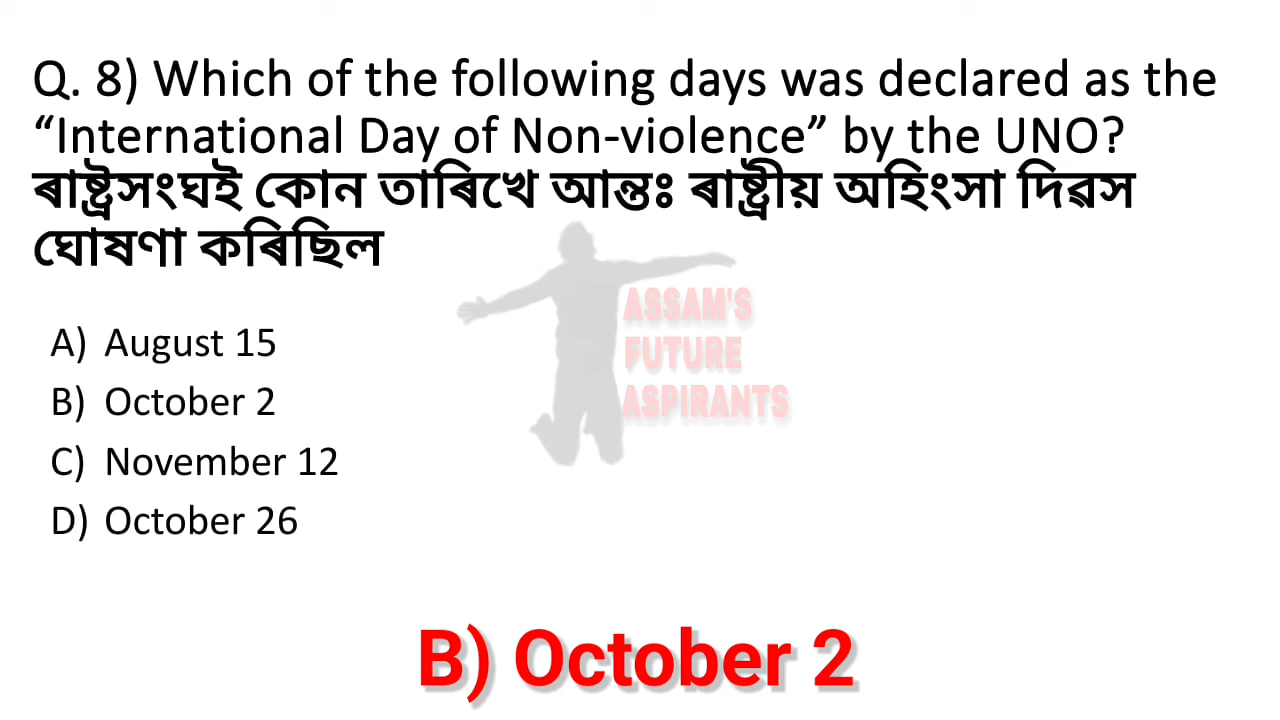 Q. 8) Which of the following days was declared as the
“International Day of Non-violence” by the UNO?
ৰাষ্ট্ৰসংঘই কোন তাৰিখে আন্তঃ ৰাষ্ট্ৰীয় অহিংসা দিৱস
ঘোষণা কৰিছিল
ASSAM'S
FUTURE
ASPIRANTS
A) August 15
B) October 2
C) November 12
D) October 26
B) October 2